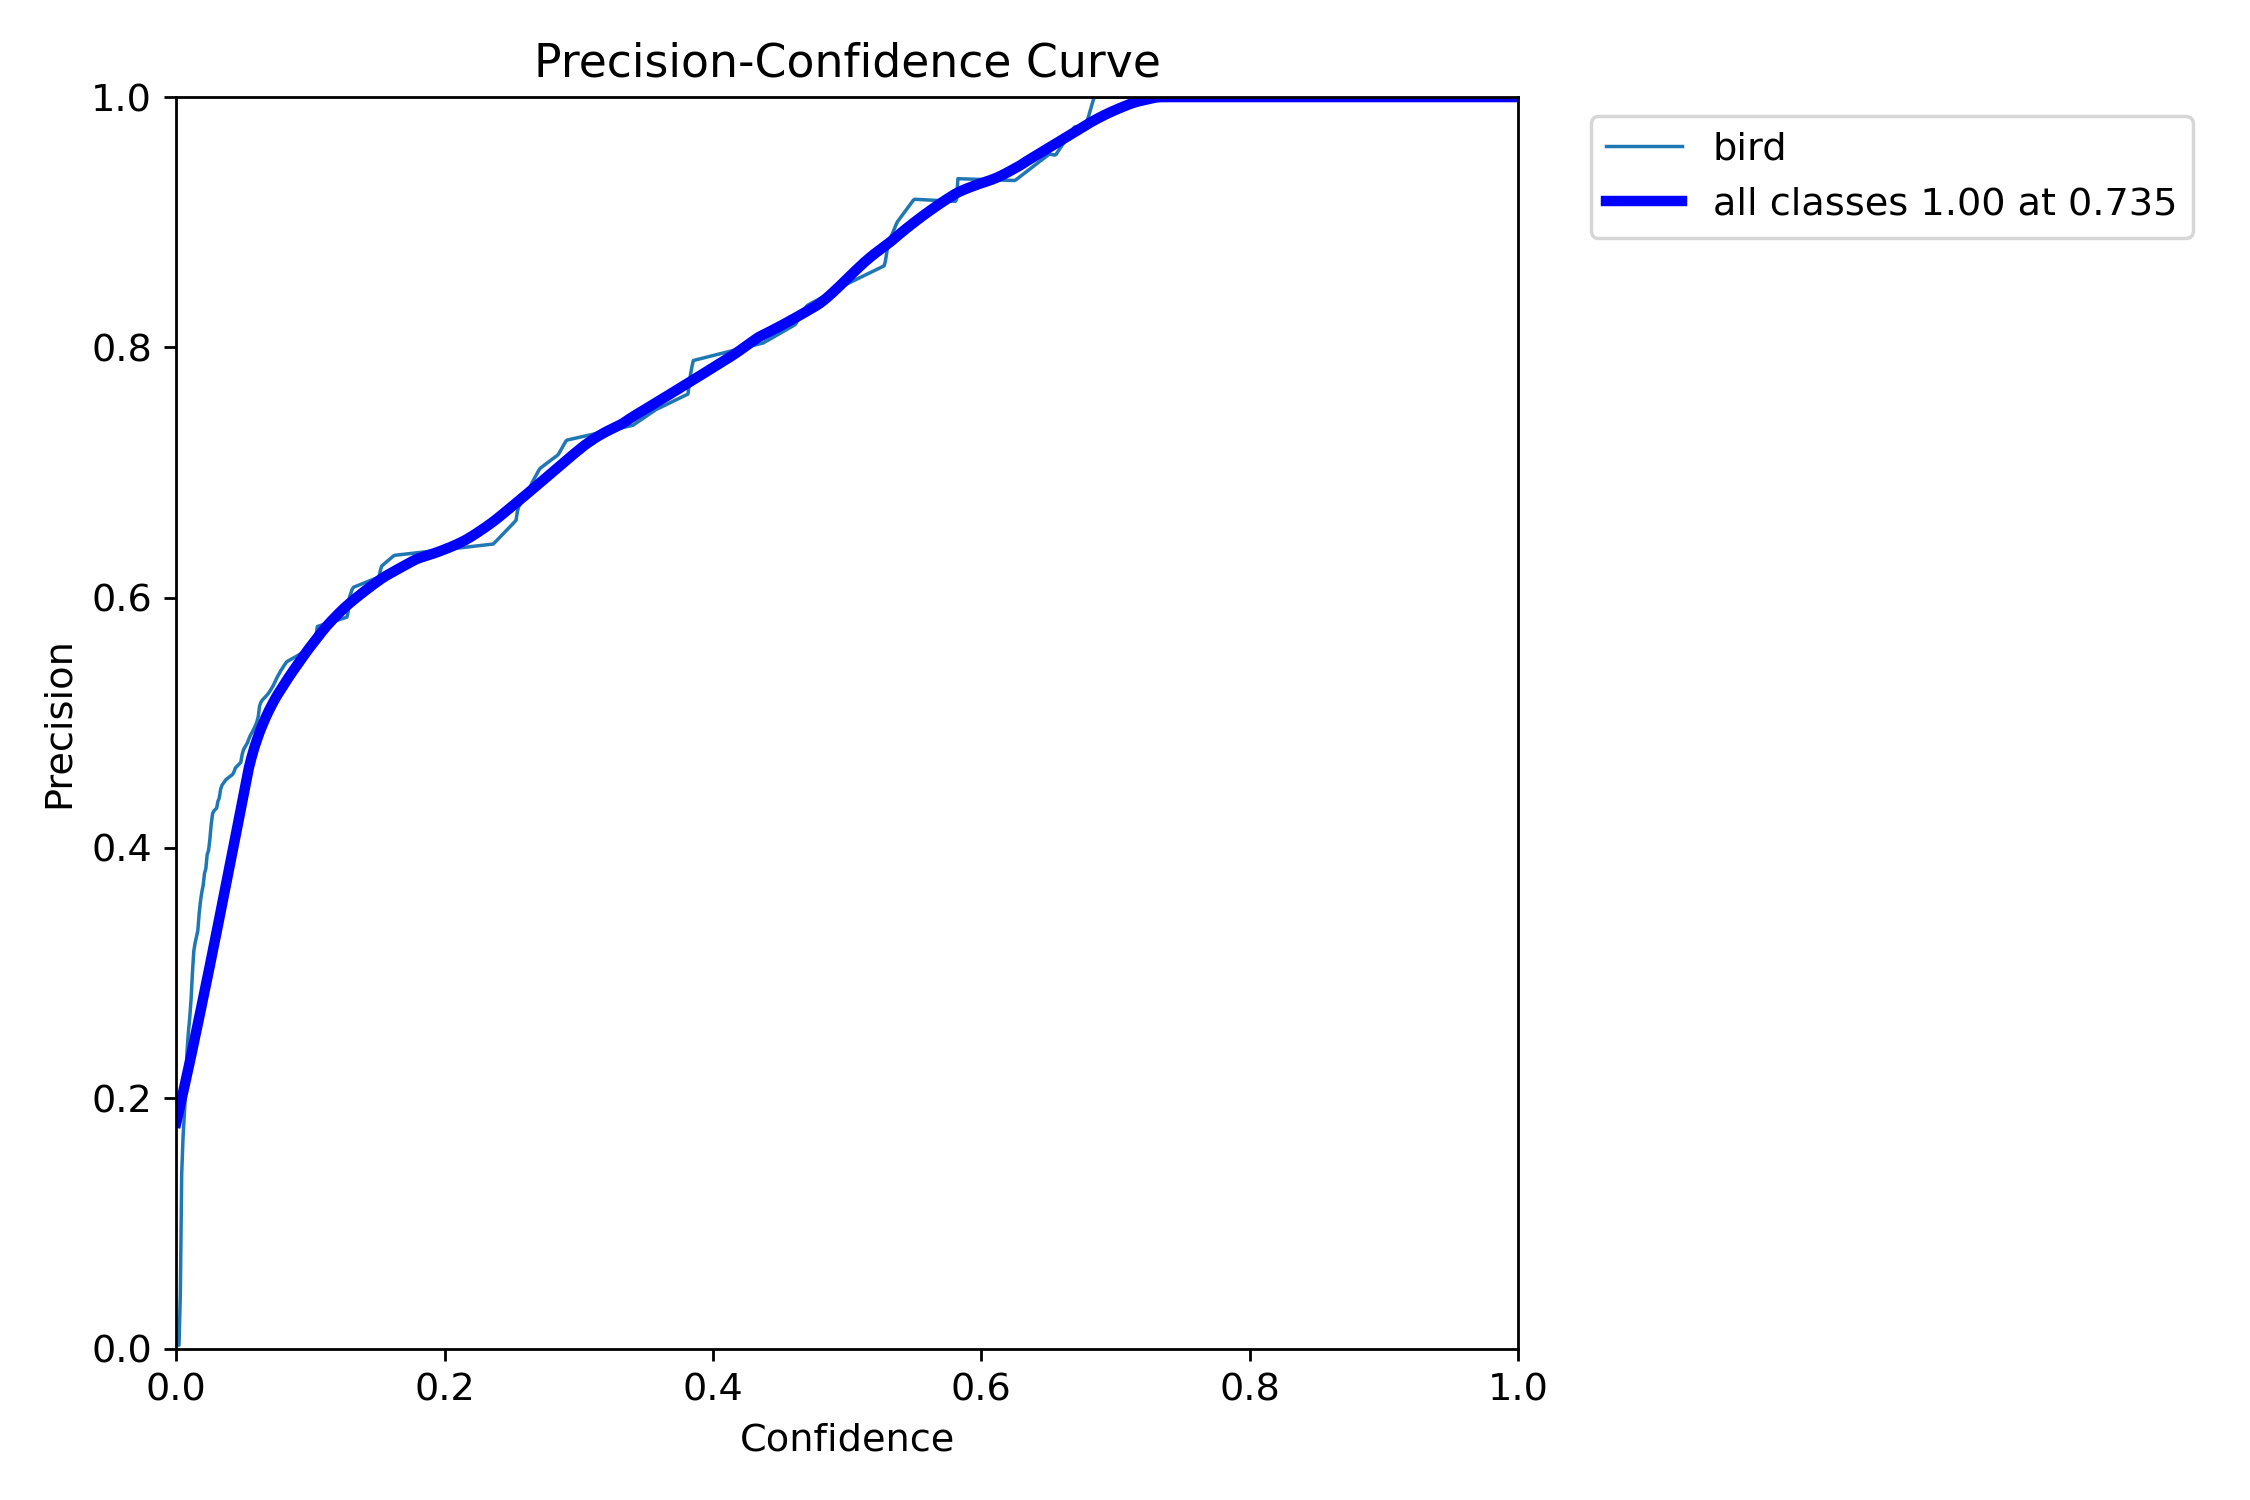 Precision-Confidence Curve
1.0
0.8
0.6
0.4
0.2
0.0
Precision
0.0 0.2 0.4 0.6 0.8 1.0
Confidence
bird
all classes 1.00 at 0.735